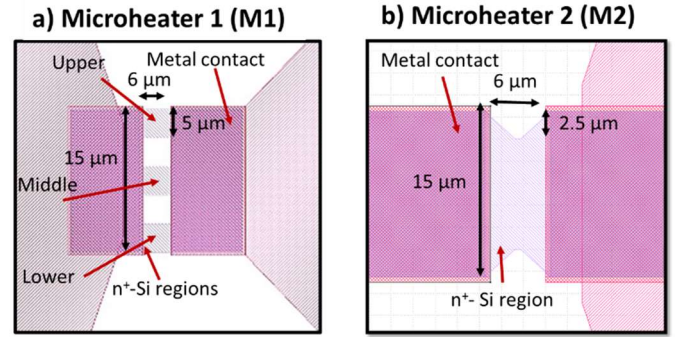 a) Microheater 1 (M1)
Upper
Metal contact
6 μm
5 μm
15 μm
Middle
Lower
n⁺-Si regions
b) Microheater 2 (M2)
Metal contact
6 μm
2.5 μm
15 μm
n⁺- Si region